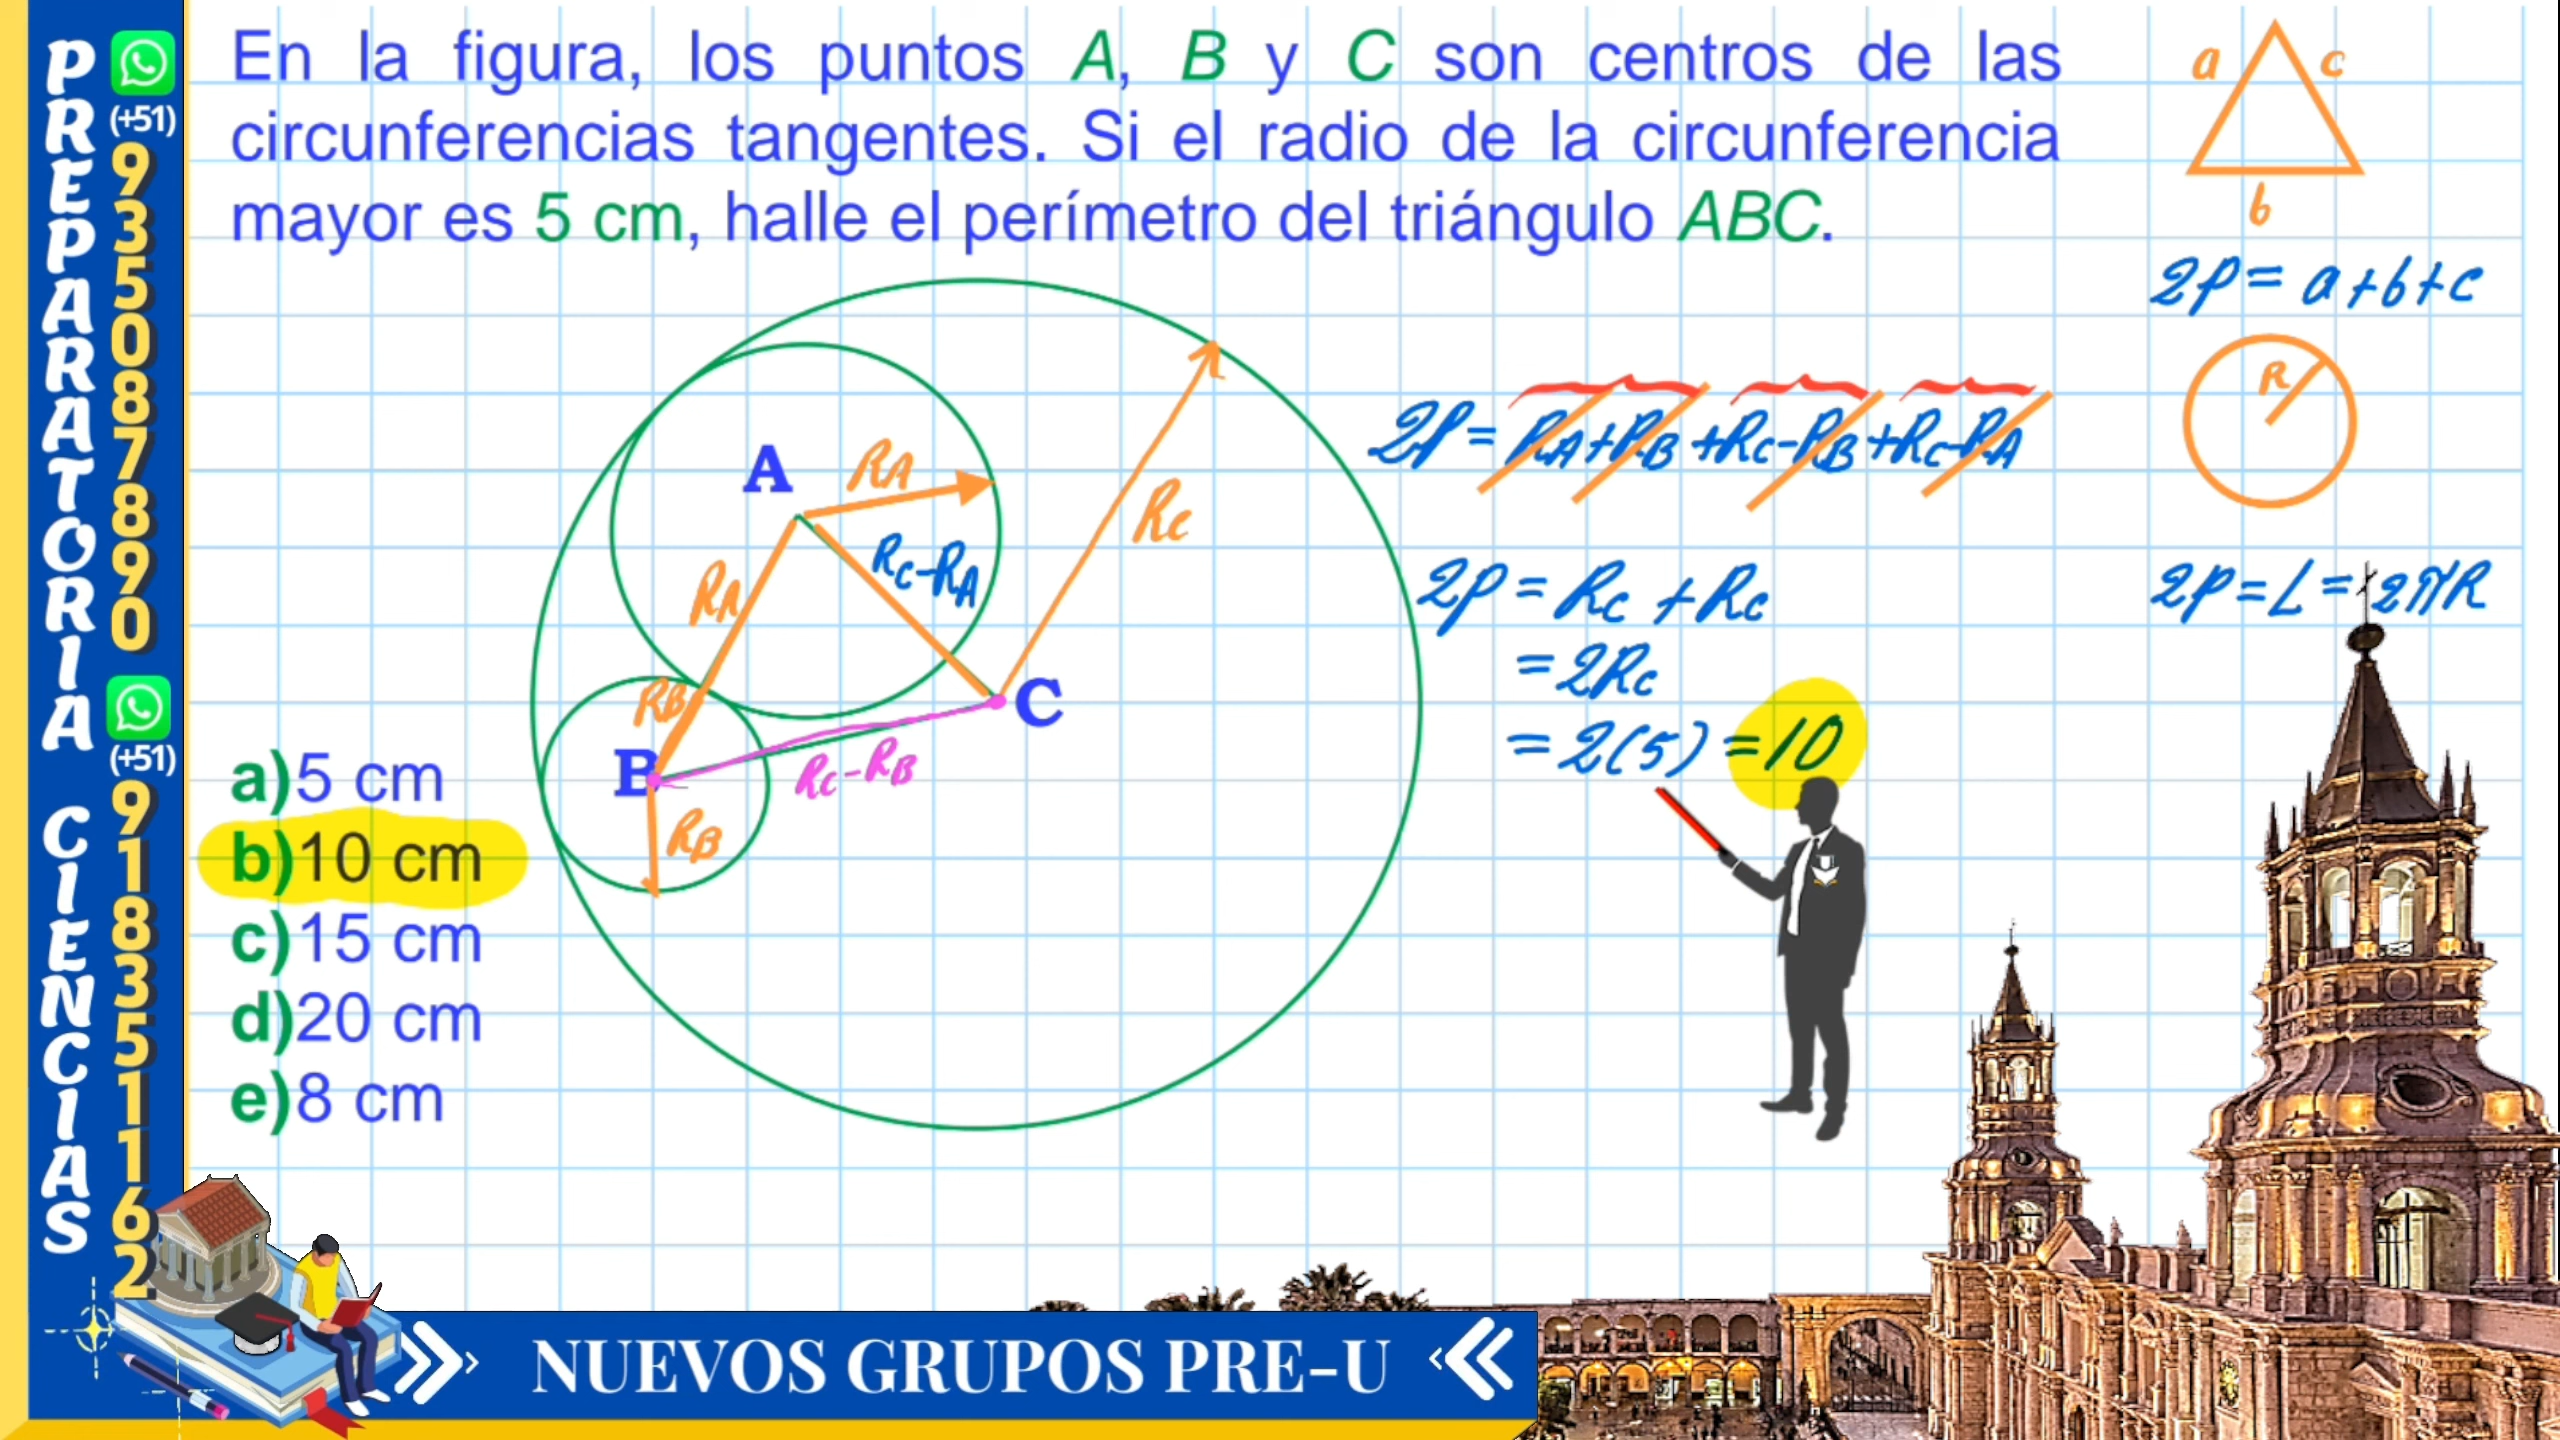 PREPARATORIA CIENCIAS
(+51)
935087890
(+51)
918351162
En la figura, los puntos A, B y C son centros de las
circunferencias tangentes. Si el radio de la circunferencia
mayor es 5 cm, halle el perímetro del triángulo ABC.
a)5 cm
b)10 cm
c)15 cm
d)20 cm
e)8 cm
A
RA
RC-RA
RC
RA
RB
B
C
RC-RB
RB
2P= RA+RB+RC-RB+RC-RA
2P= RC+RC
=2RC
=2(5)=10
a
c
b
2P= a+b+c
R
2P=L=2πR
NUEVOS GRUPOS PRE-U